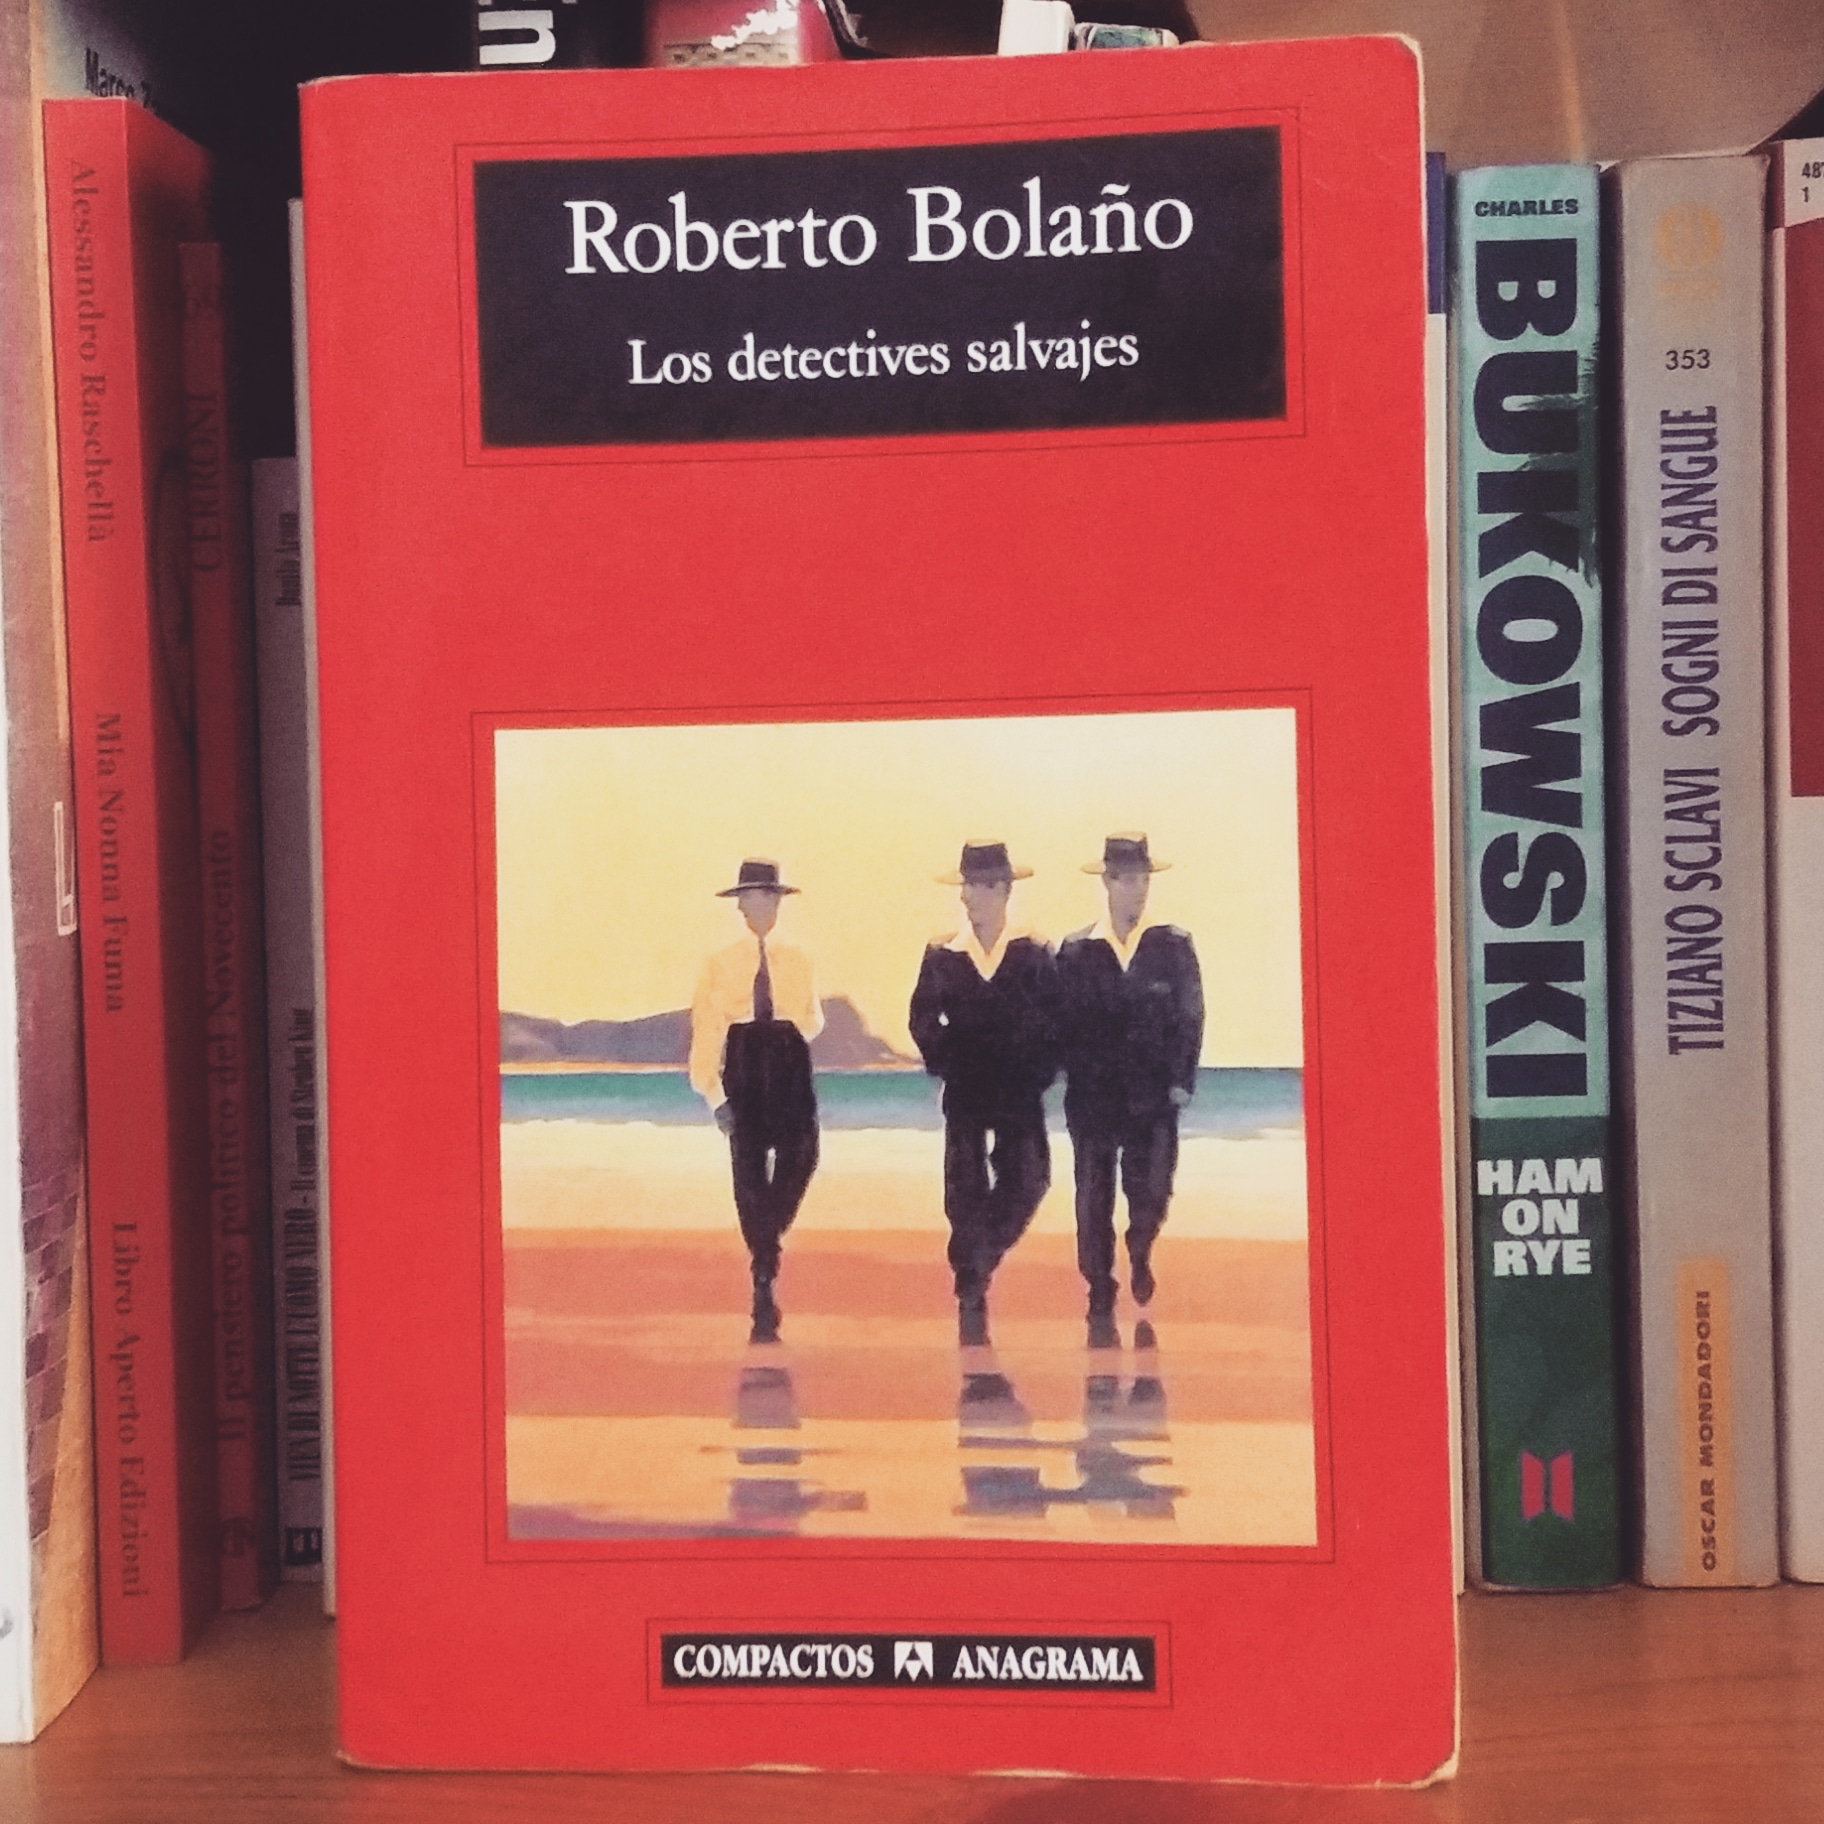 Roberto Bolaño
Los detectives salvajes
COMPACTOS ANAGRAMA
Alessandro Raschellà
Mia Nonna Fuma
Libro Aperto Edizioni
CERRONI
Il pensiero politico del Novecento
CHARLES
BUKOWSKI
HAM
ON
RYE
353
TIZIANO SCLAVI SOGNI DI SANGUE
OSCAR MONDADORI